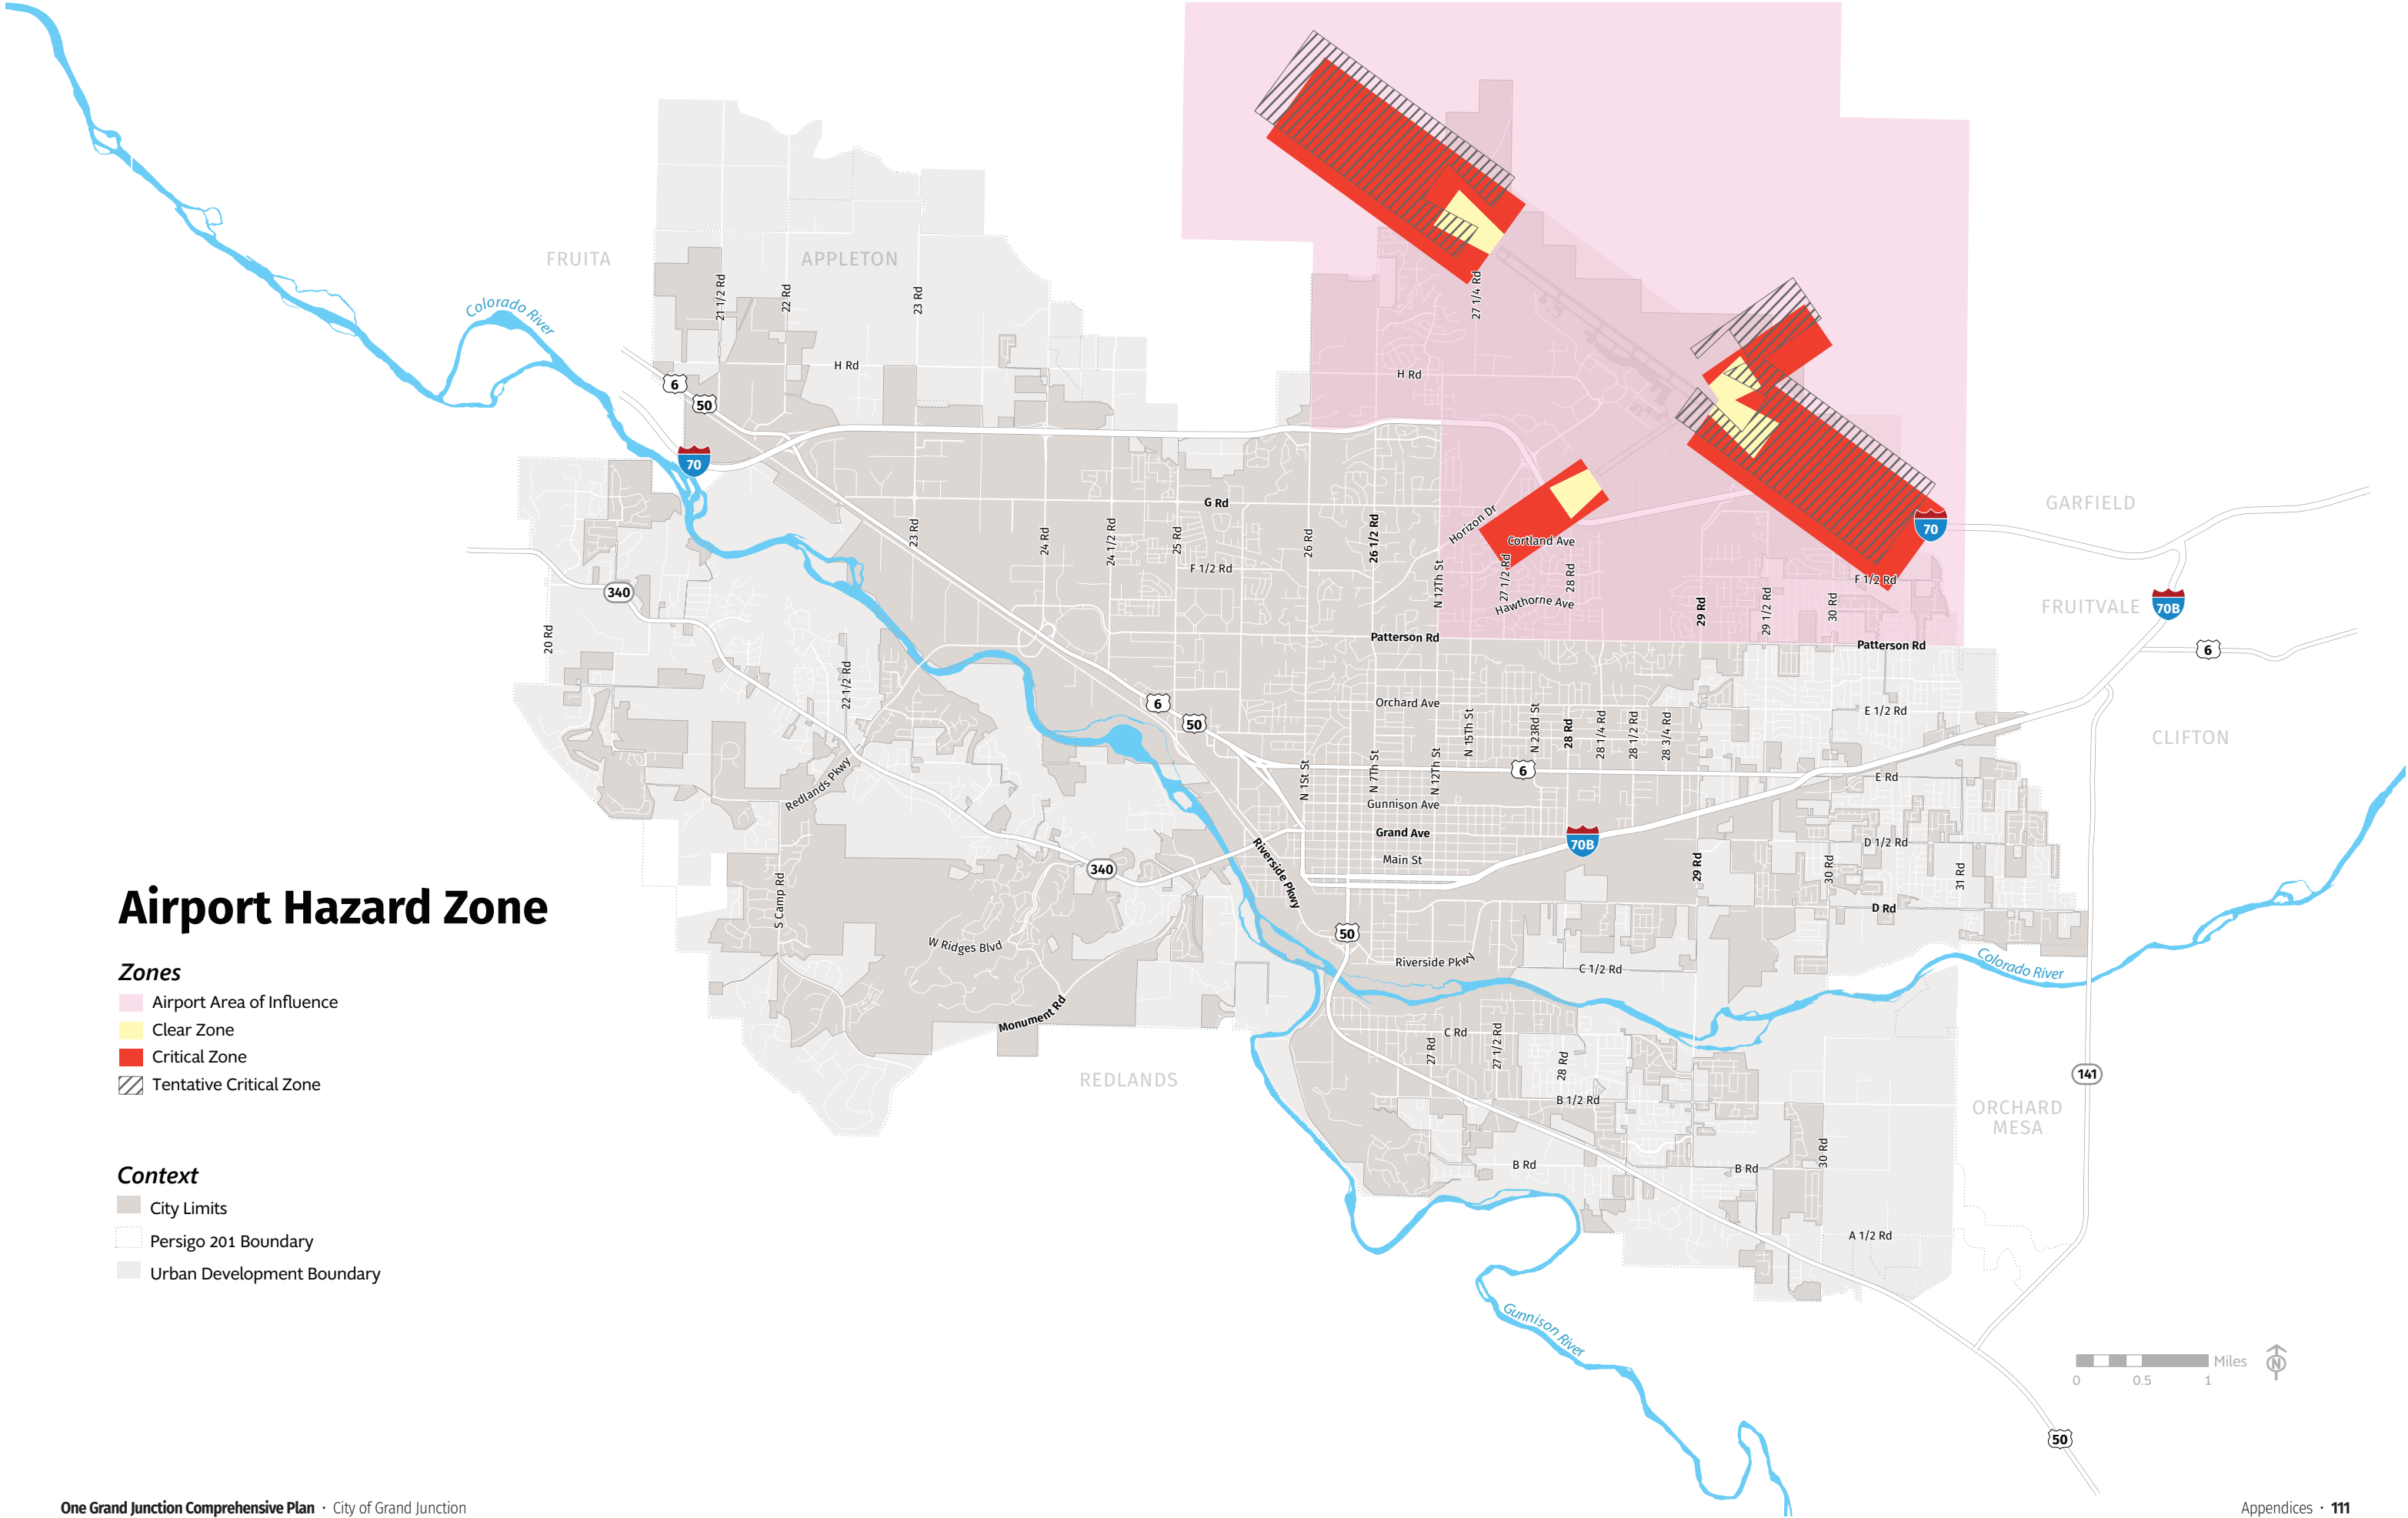 FRUITA
APPLETON
Colorado River
21 1/2 Rd
22 Rd
23 Rd
H Rd
6
50
70
27 1/4 Rd
H Rd
G Rd
23 Rd
24 Rd
24 1/2 Rd
25 Rd
F 1/2 Rd
26 Rd
26 1/2 Rd
Horizon Dr
Cortland Ave
N 12Th St
27 1/2 Rd
28 Rd
Hawthorne Ave
29 Rd
29 1/2 Rd
30 Rd
F 1/2 Rd
70
GARFIELD
FRUITVALE
70B
6
340
20 Rd
22 1/2 Rd
Patterson Rd
Patterson Rd
6
50
Orchard Ave
N 15Th St
N 23Rd St
28 Rd
28 1/4 Rd
28 1/2 Rd
28 3/4 Rd
E 1/2 Rd
CLIFTON
Redlands Pkwy
N 1St St
N 7Th St
N 12Th St
6
E Rd
Gunnison Ave
Grand Ave
Main St
70B
D 1/2 Rd
Riverside Pkwy
340
29 Rd
30 Rd
31 Rd
D Rd
S Camp Rd
W Ridges Blvd
50
Riverside Pkwy
C 1/2 Rd
Colorado River
Monument Rd
C Rd
27 Rd
27 1/2 Rd
28 Rd
B 1/2 Rd
REDLANDS
141
ORCHARD
MESA
B Rd
B Rd
30 Rd
A 1/2 Rd
Gunnison River
50
Airport Hazard Zone
Zones
Airport Area of Influence
Clear Zone
Critical Zone
Tentative Critical Zone
Context
City Limits
Persigo 201 Boundary
Urban Development Boundary
Miles
N
0 0.5 1
One Grand Junction Comprehensive Plan · City of Grand Junction
Appendices · 111